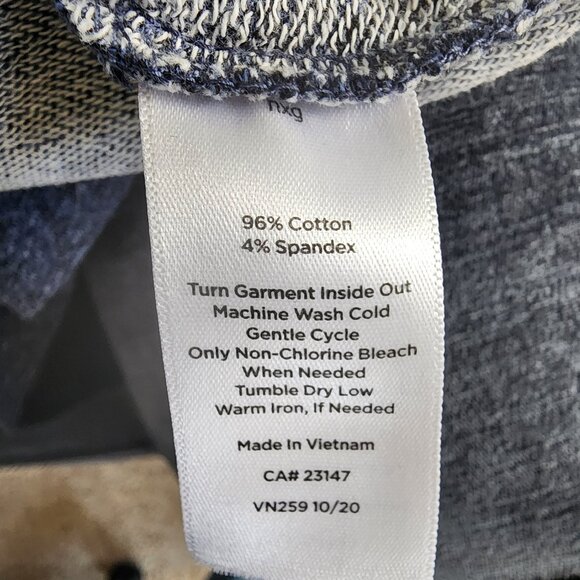 nxg
96% Cotton
4% Spandex
Turn Garment Inside Out
Machine Wash Cold
Gentle Cycle
Only Non-Chlorine Bleach
When Needed
Tumble Dry Low
Warm Iron, If Needed
Made In Vietnam
CA# 23147
VN259 10/20